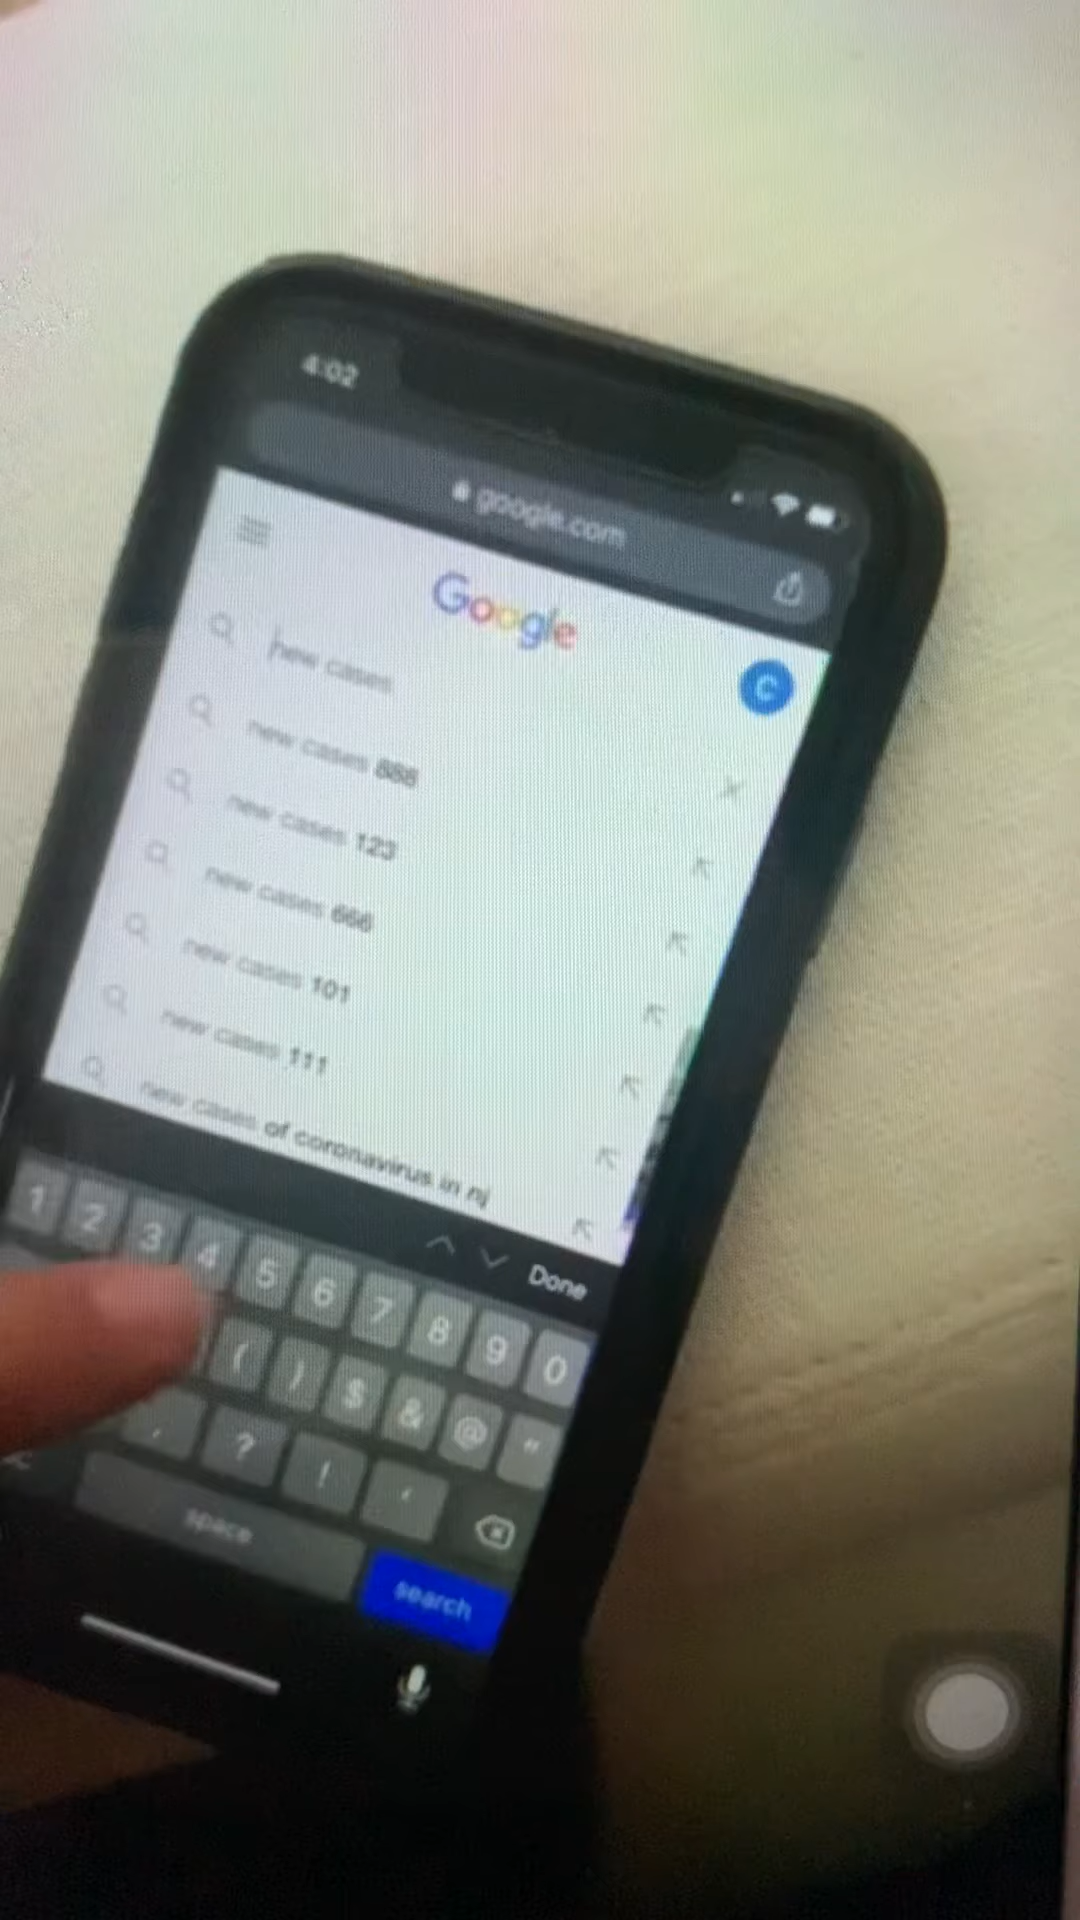 4:02
google.com
Google
C
new cases
new cases 888
new cases 123
new cases 666
new cases 101
new cases 111
new cases of coronavirus in nj
Done
1 2 3 4 5 6 7 8 9 0
( ) $ & @ "
, ? ! '
space
search